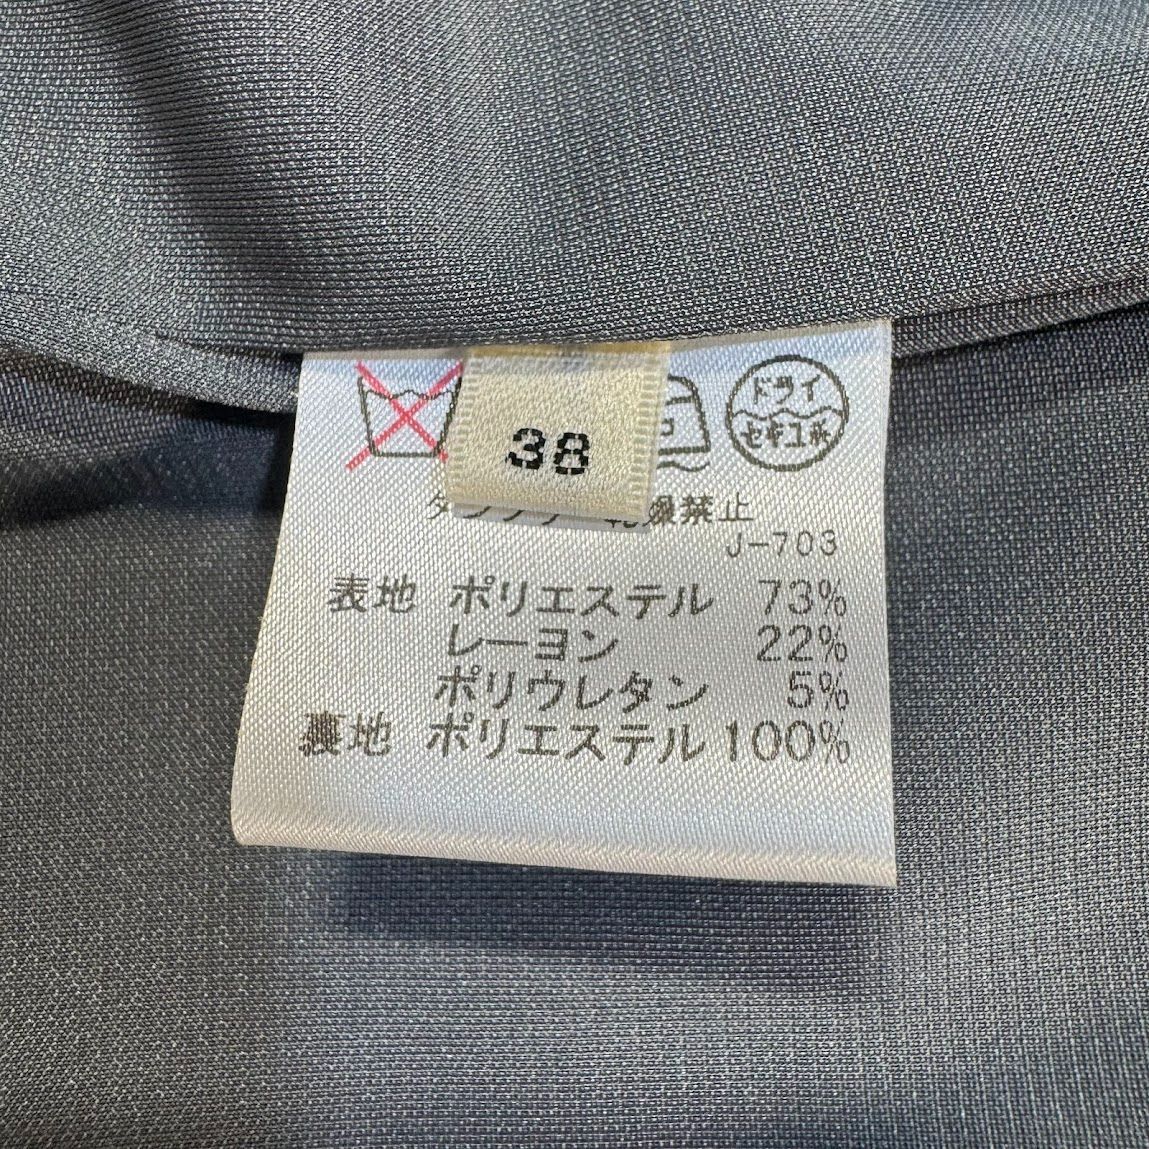 ドライ
セキユ系
38
禁止
J-703
表地 ポリエステル 73%
レーヨン 22%
ポリウレタン 5%
裏地 ポリエステル 100%